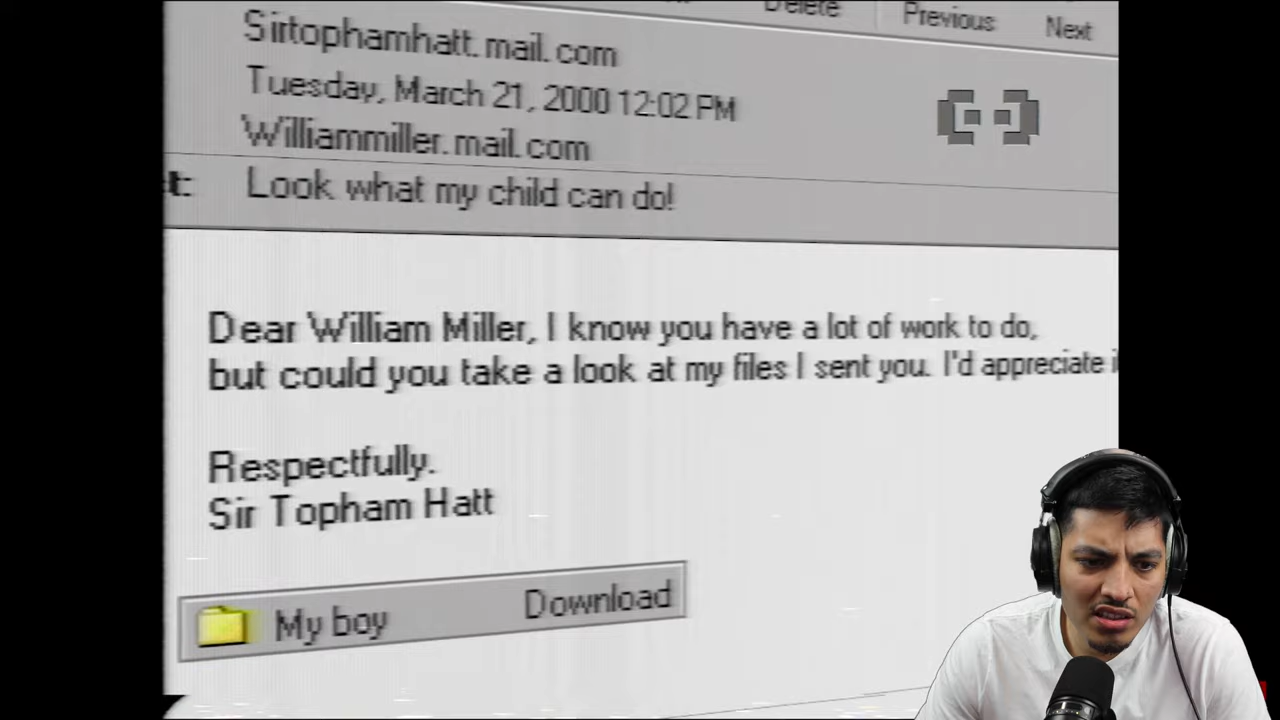 Delete Previous Next
Sirtophamhatt.mail.com
Tuesday, March 21, 2000 12:02 PM
Williammiller.mail.com
Look what my child can do!
Dear William Miller, I know you have a lot of work to do,
but could you take a look at my files I sent you. I'd appreciate
Respectfully.
Sir Topham Hatt
My boy Download